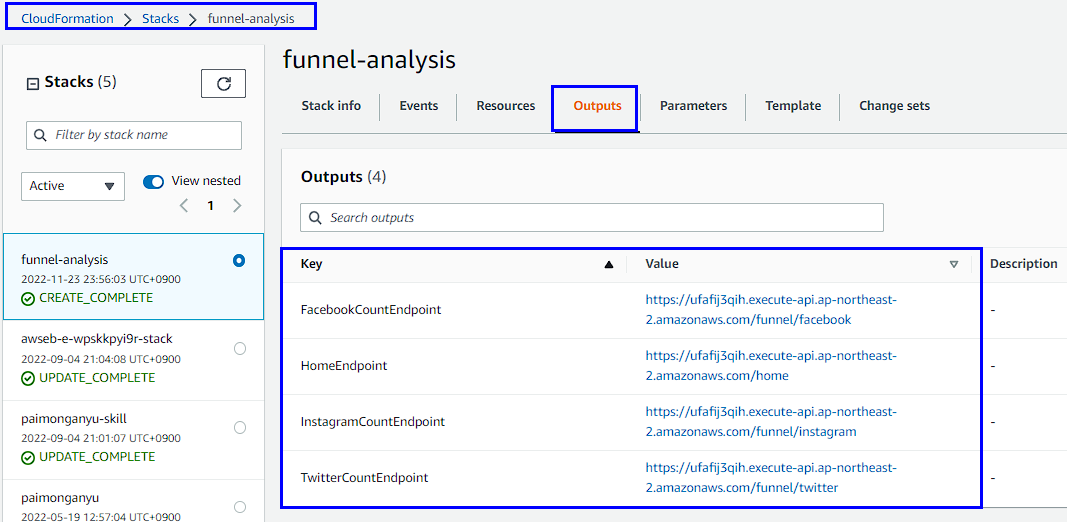 CloudFormation > Stacks > funnel-analysis
Stacks (5)
Filter by stack name
Active
View nested
1
funnel-analysis
2022-11-23 23:56:03 UTC+0900
CREATE_COMPLETE
awseb-e-wpskkpyi9r-stack
2022-09-04 21:04:08 UTC+0900
UPDATE_COMPLETE
paimonganyu-skill
2022-09-04 21:01:07 UTC+0900
UPDATE_COMPLETE
paimonganyu
2022-05-19 12:57:04 UTC+0900
funnel-analysis
Stack info Events Resources Outputs Parameters Template Change sets
Outputs (4)
Search outputs
Key Value Description
FacebookCountEndpoint https://ufafij3qih.execute-api.ap-northeast-
2.amazonaws.com/funnel/facebook -
HomeEndpoint https://ufafij3qih.execute-api.ap-northeast-
2.amazonaws.com/home -
InstagramCountEndpoint https://ufafij3qih.execute-api.ap-northeast-
2.amazonaws.com/funnel/instagram -
TwitterCountEndpoint https://ufafij3qih.execute-api.ap-northeast-
2.amazonaws.com/funnel/twitter -